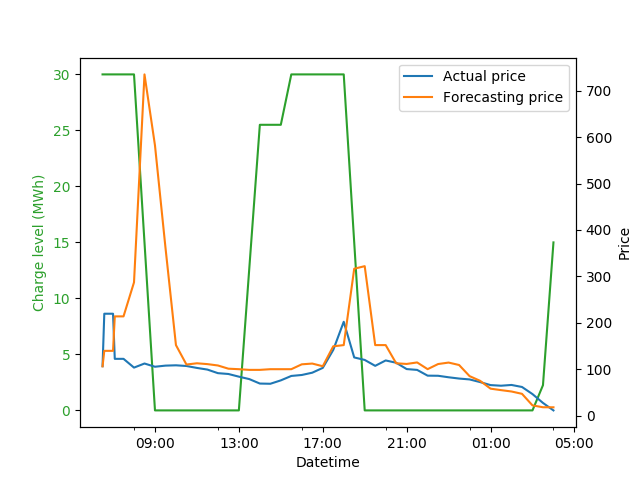 Actual price
Forecasting price
30
25
20
15
10
5
0
Charge level (MWh)
700
600
500
400
300
200
100
0
Price
09:00 13:00 17:00 21:00 01:00 05:00
Datetime